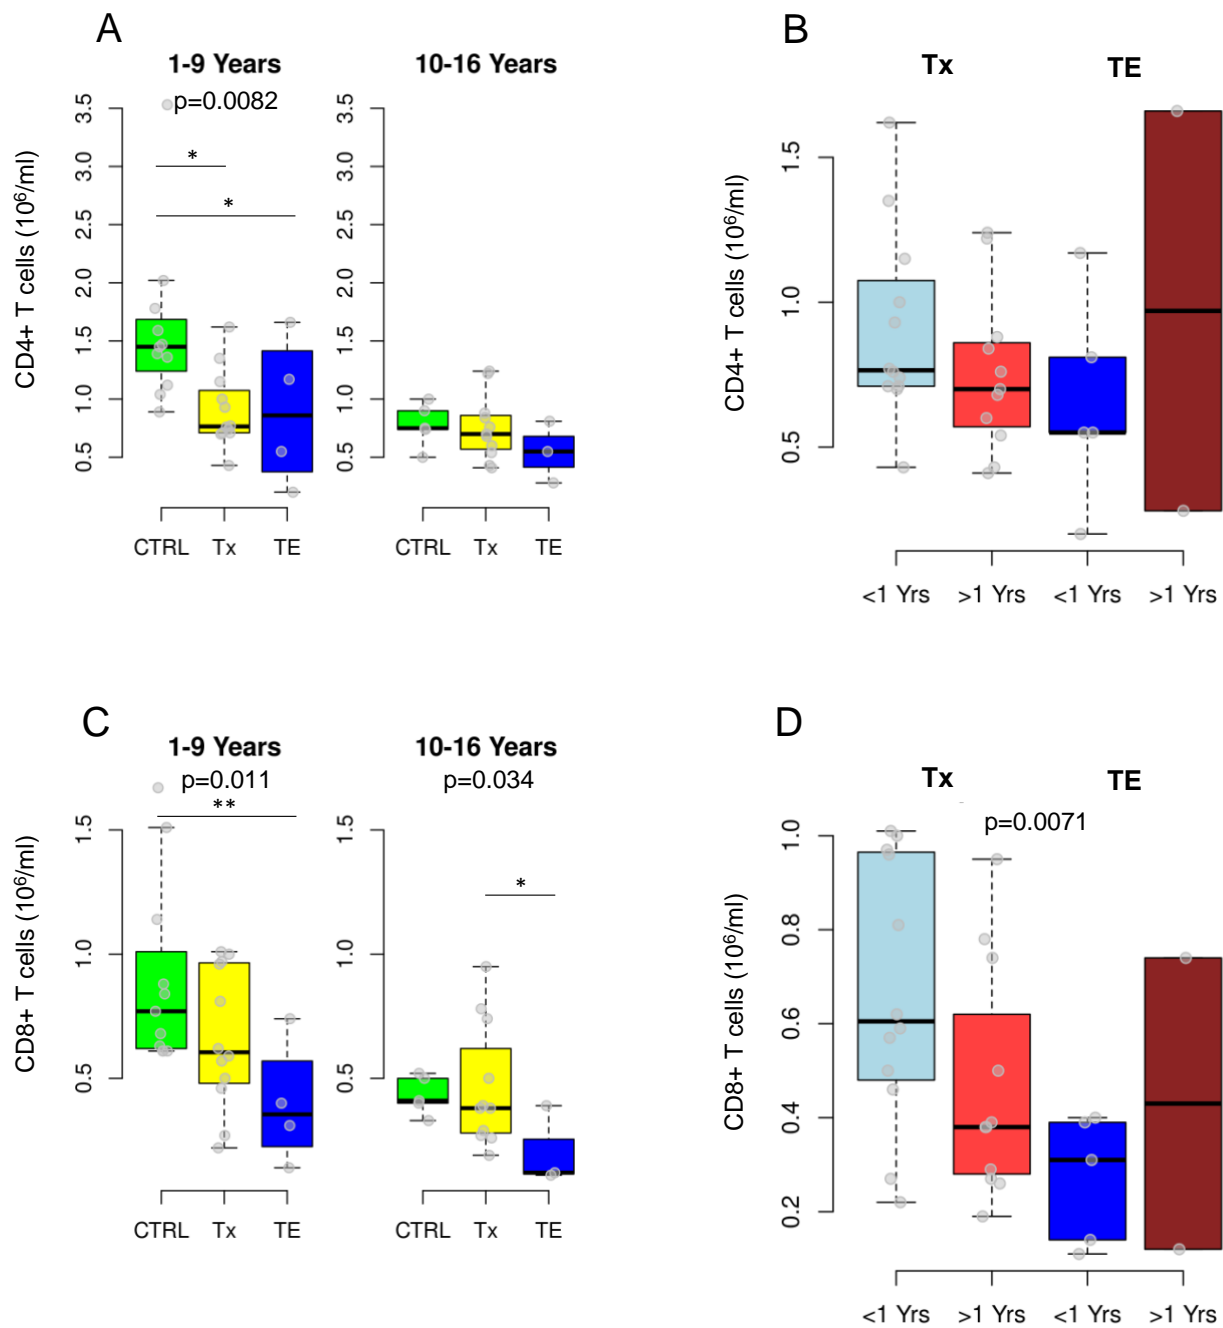 A
1-9 Years
10-16 Years
p=0.0082
CD4+ T cells (10⁶/ml)
3.5
3.0
2.5
2.0
1.5
1.0
0.5
*
*
CTRL Tx TE
3.5
3.0
2.5
2.0
1.5
1.0
0.5
CTRL Tx TE
B
Tx TE
CD4+ T cells (10⁶/ml)
1.5
1.0
0.5
<1 Yrs >1 Yrs <1 Yrs >1 Yrs
C
1-9 Years
10-16 Years
p=0.011
p=0.034
CD8+ T cells (10⁶/ml)
1.5
1.0
0.5
**
CTRL Tx TE
1.5
1.0
0.5
*
CTRL Tx TE
D
Tx TE
p=0.0071
CD8+ T cells (10⁶/ml)
1.0
0.8
0.6
0.4
0.2
<1 Yrs >1 Yrs <1 Yrs >1 Yrs